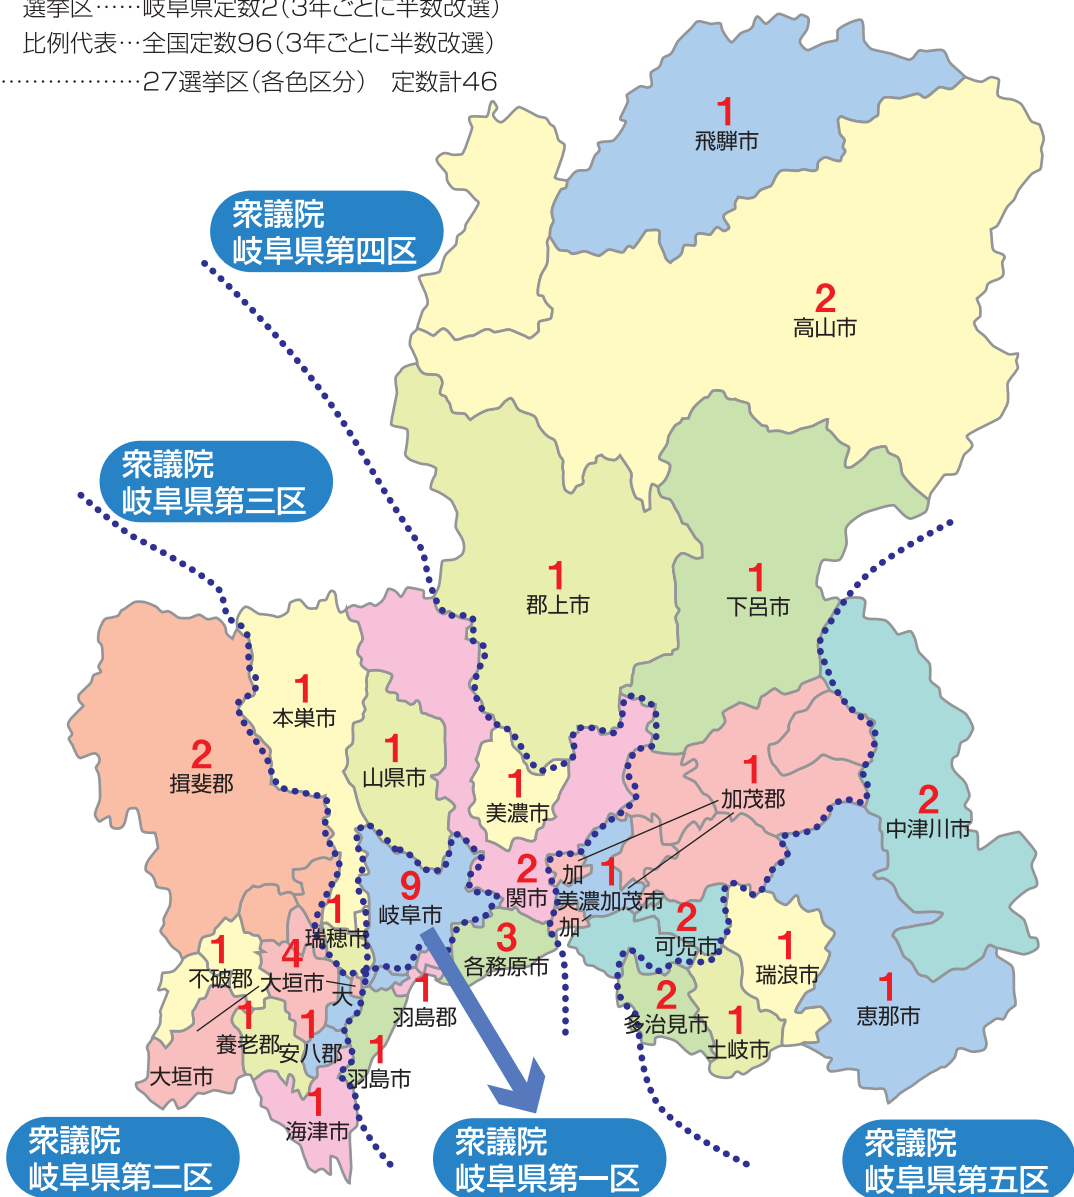 選挙区……岐阜県定数2(3年ごとに半数改選)
比例代表…全国定数96(3年ごとに半数改選)
………………27選挙区(各色区分) 定数計46
1
飛騨市
衆議院
岐阜県第四区
2
高山市
衆議院
岐阜県第三区
1
郡上市
1
下呂市
1
本巣市
2
揖斐郡
1
山県市
1
美濃市
1
加茂郡
2
中津川市
9
岐阜市
2
関市
加
1
美濃加茂市
加
2
可児市
1
瑞穂市
3
各務原市
1
不破郡
4
大垣市
大
1
瑞浪市
1
恵那市
2
多治見市
1
土岐市
1
羽島郡
1
養老郡
1
安八郡
1
羽島市
大垣市
1
海津市
衆議院
岐阜県第二区
衆議院
岐阜県第一区
衆議院
岐阜県第五区